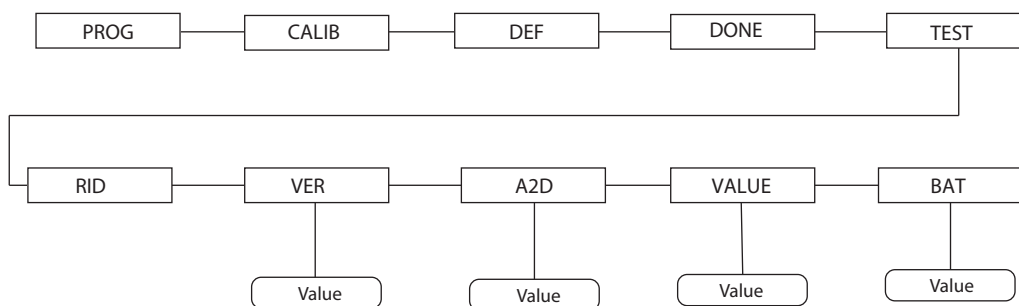 PROG CALIB DEF DONE TEST
RID VER A2D VALUE BAT
Value Value Value Value